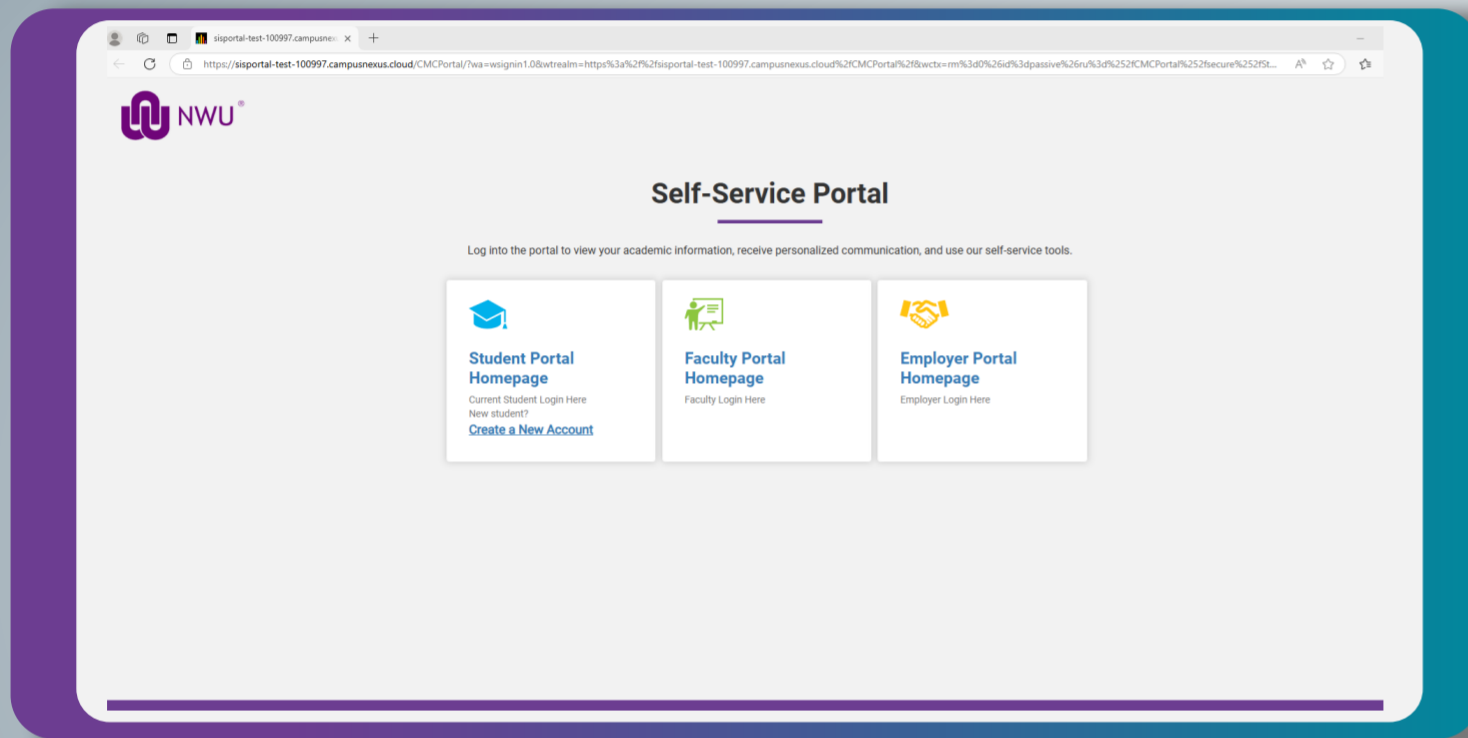 sisportal-test-100997.campusnex
https://sisportal-test-100997.campusnexus.cloud/CMCPortal/?wa=wsignin1.0&wtrealm=https%3a%2f%2fsisportal-test-100997.campusnexus.cloud%2fCMCPortal%2f&wctx=rm%3d0%26id%3dpassive%26ru%3d%252fCMCPortal%252fsecure%252fSt...
NWU®
Self-Service Portal
Log into the portal to view your academic information, receive personalized communication, and use our self-service tools.
Student Portal
Homepage
Current Student Login Here
New student?
Create a New Account
Faculty Portal
Homepage
Faculty Login Here
Employer Portal
Homepage
Employer Login Here